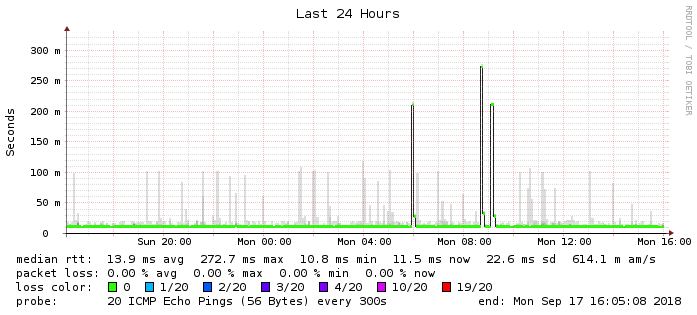 Last 24 Hours
RRDTOOL / TOBI OETIKER
Seconds
300 m
250 m
200 m
150 m
100 m
50 m
0
Sun 20:00 Mon 00:00 Mon 04:00 Mon 08:00 Mon 12:00 Mon 16:00
median rtt: 13.9 ms avg 272.7 ms max 10.8 ms min 11.5 ms now 22.6 ms sd 614.1 m am/s
packet loss: 0.00 % avg 0.00 % max 0.00 % min 0.00 % now
loss color: 0 1/20 2/20 3/20 4/20 10/20 19/20
probe: 20 ICMP Echo Pings (56 Bytes) every 300s end: Mon Sep 17 16:05:08 2018